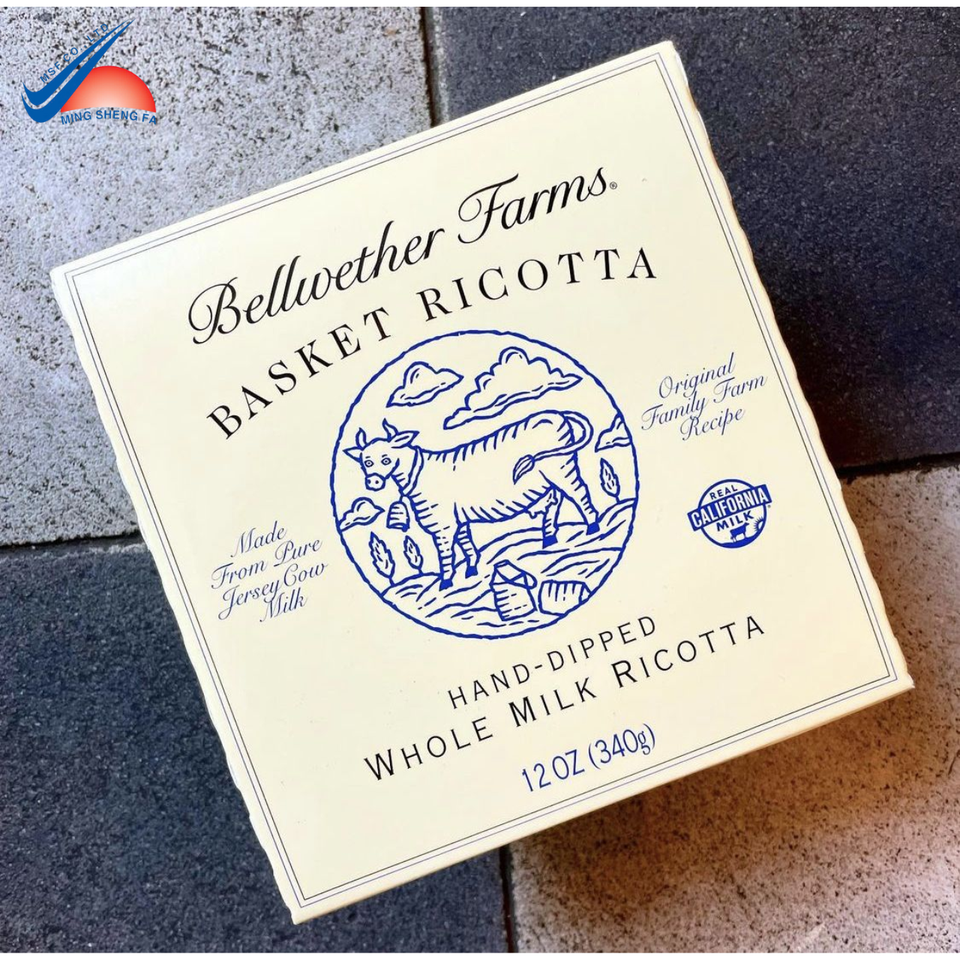 MING SHENG FA
Bellwether Farms®
BASKET RICOTTA
Original
Family Farm
Recipe
REAL
CALIFORNIA
MILK
Made
From Pure
Jersey Cow
Milk
HAND-DIPPED
WHOLE MILK RICOTTA
12 OZ (340g)